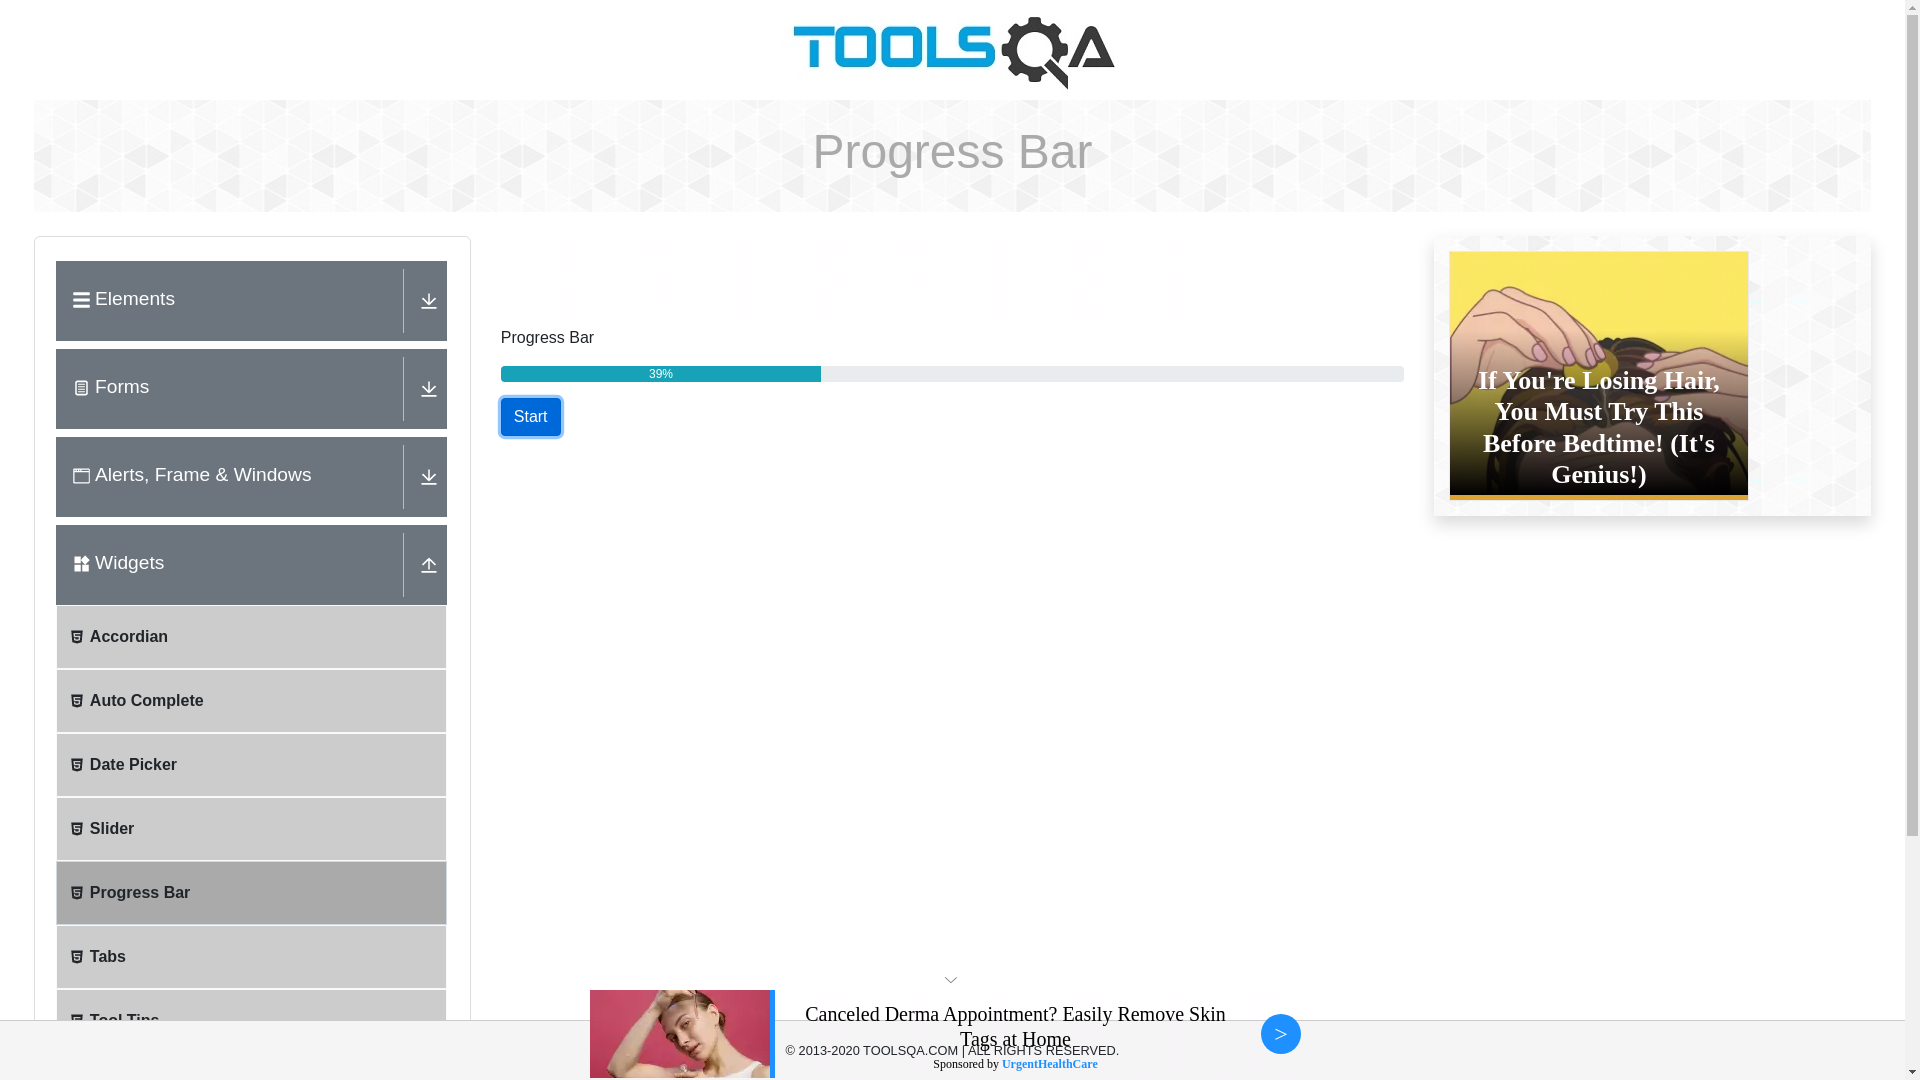 TOOLSQA
Progress Bar
Elements
Forms
Alerts, Frame & Windows
Widgets
Accordian
Auto Complete
Date Picker
Slider
Progress Bar
Tabs
Tool Tips
Progress Bar
39%
Start
If You're Losing Hair,
You Must Try This
Before Bedtime! (It's
Genius!)
Canceled Derma Appointment? Easily Remove Skin
Tags at Home
© 2013-2020 TOOLSQA.COM | ALL RIGHTS RESERVED.
Sponsored by UrgentHealthCare
>